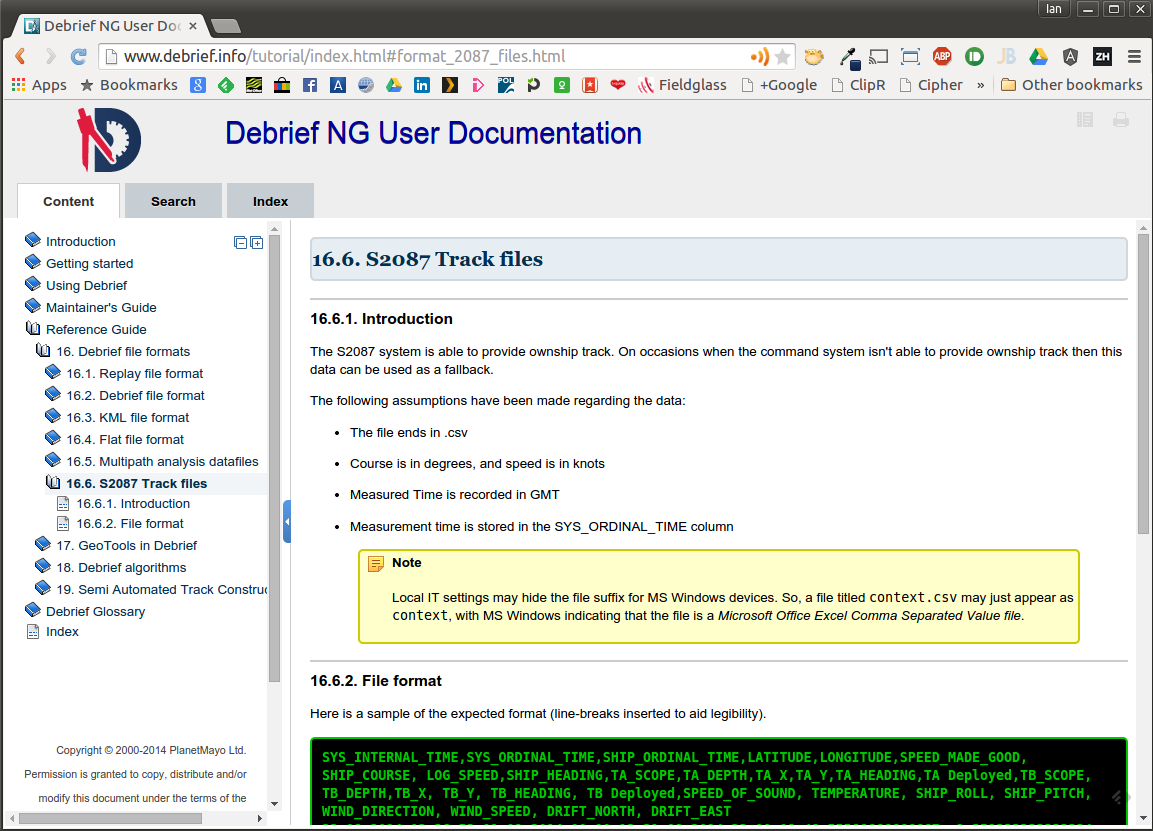 Ian
Debrief NG User Doc
www.debrief.info/tutorial/index.html#format_2087_files.html
ABP
JB
ZH
Apps
Bookmarks
Fieldglass
+Google
ClipR
Cipher
»
Other bookmarks
Debrief NG User Documentation
Content
Search
Index
Introduction
Getting started
Using Debrief
Maintainer's Guide
Reference Guide
16. Debrief file formats
16.1. Replay file format
16.2. Debrief file format
16.3. KML file format
16.4. Flat file format
16.5. Multipath analysis datafiles
16.6. S2087 Track files
16.6.1. Introduction
16.6.2. File format
17. GeoTools in Debrief
18. Debrief algorithms
19. Semi Automated Track Construc
Debrief Glossary
Index
Copyright © 2000-2014 PlanetMayo Ltd.
Permission is granted to copy, distribute and/or
modify this document under the terms of the
16.6. S2087 Track files
16.6.1. Introduction
The S2087 system is able to provide ownship track. On occasions when the command system isn't able to provide ownship track then this
data can be used as a fallback.
The following assumptions have been made regarding the data:
• The file ends in .csv
• Course is in degrees, and speed is in knots
• Measured Time is recorded in GMT
• Measurement time is stored in the SYS_ORDINAL_TIME column
Note
Local IT settings may hide the file suffix for MS Windows devices. So, a file titled context.csv may just appear as
context, with MS Windows indicating that the file is a Microsoft Office Excel Comma Separated Value file.
16.6.2. File format
Here is a sample of the expected format (line-breaks inserted to aid legibility).
SYS_INTERNAL_TIME,SYS_ORDINAL_TIME,SHIP_ORDINAL_TIME,LATITUDE,LONGITUDE,SPEED_MADE_GOOD,
SHIP_COURSE, LOG_SPEED,SHIP_HEADING,TA_SCOPE,TA_DEPTH,TA_X,TA_Y,TA_HEADING,TA Deployed,TB_SCOPE,
TB_DEPTH,TB_X, TB_Y, TB_HEADING, TB Deployed,SPEED_OF_SOUND, TEMPERATURE, SHIP_ROLL, SHIP_PITCH,
WIND_DIRECTION, WIND_SPEED, DRIFT_NORTH, DRIFT_EAST